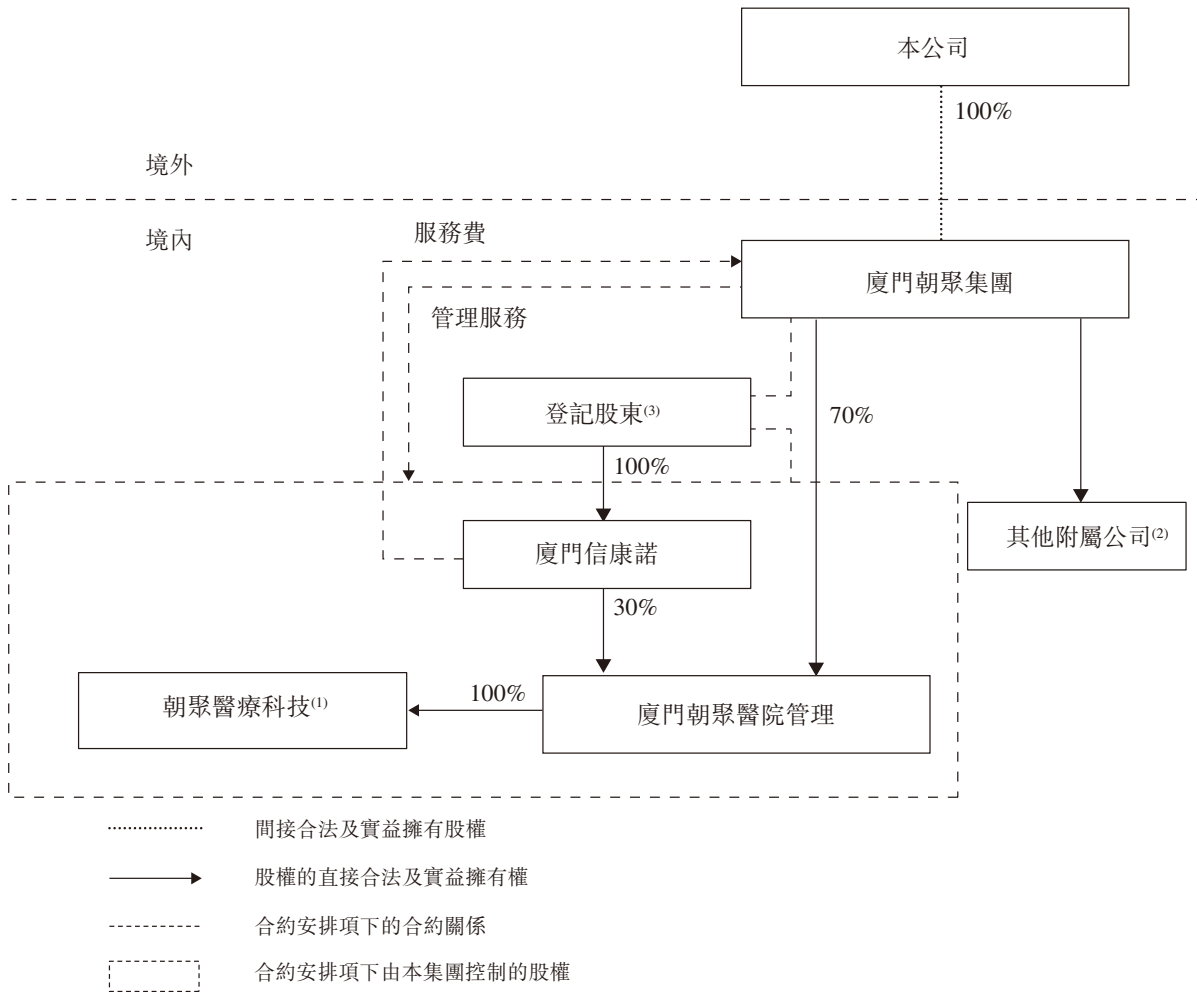 本公司
100%
境外
境內
服務費
廈門朝聚集團
管理服務
登記股東(3)
70%
100%
廈門信康諾
其他附屬公司(2)
30%
朝聚醫療科技(1)
100%
廈門朝聚醫院管理
間接合法及實益擁有股權
股權的直接合法及實益擁有權
合約安排項下的合約關係
合約安排項下由本集團控制的股權